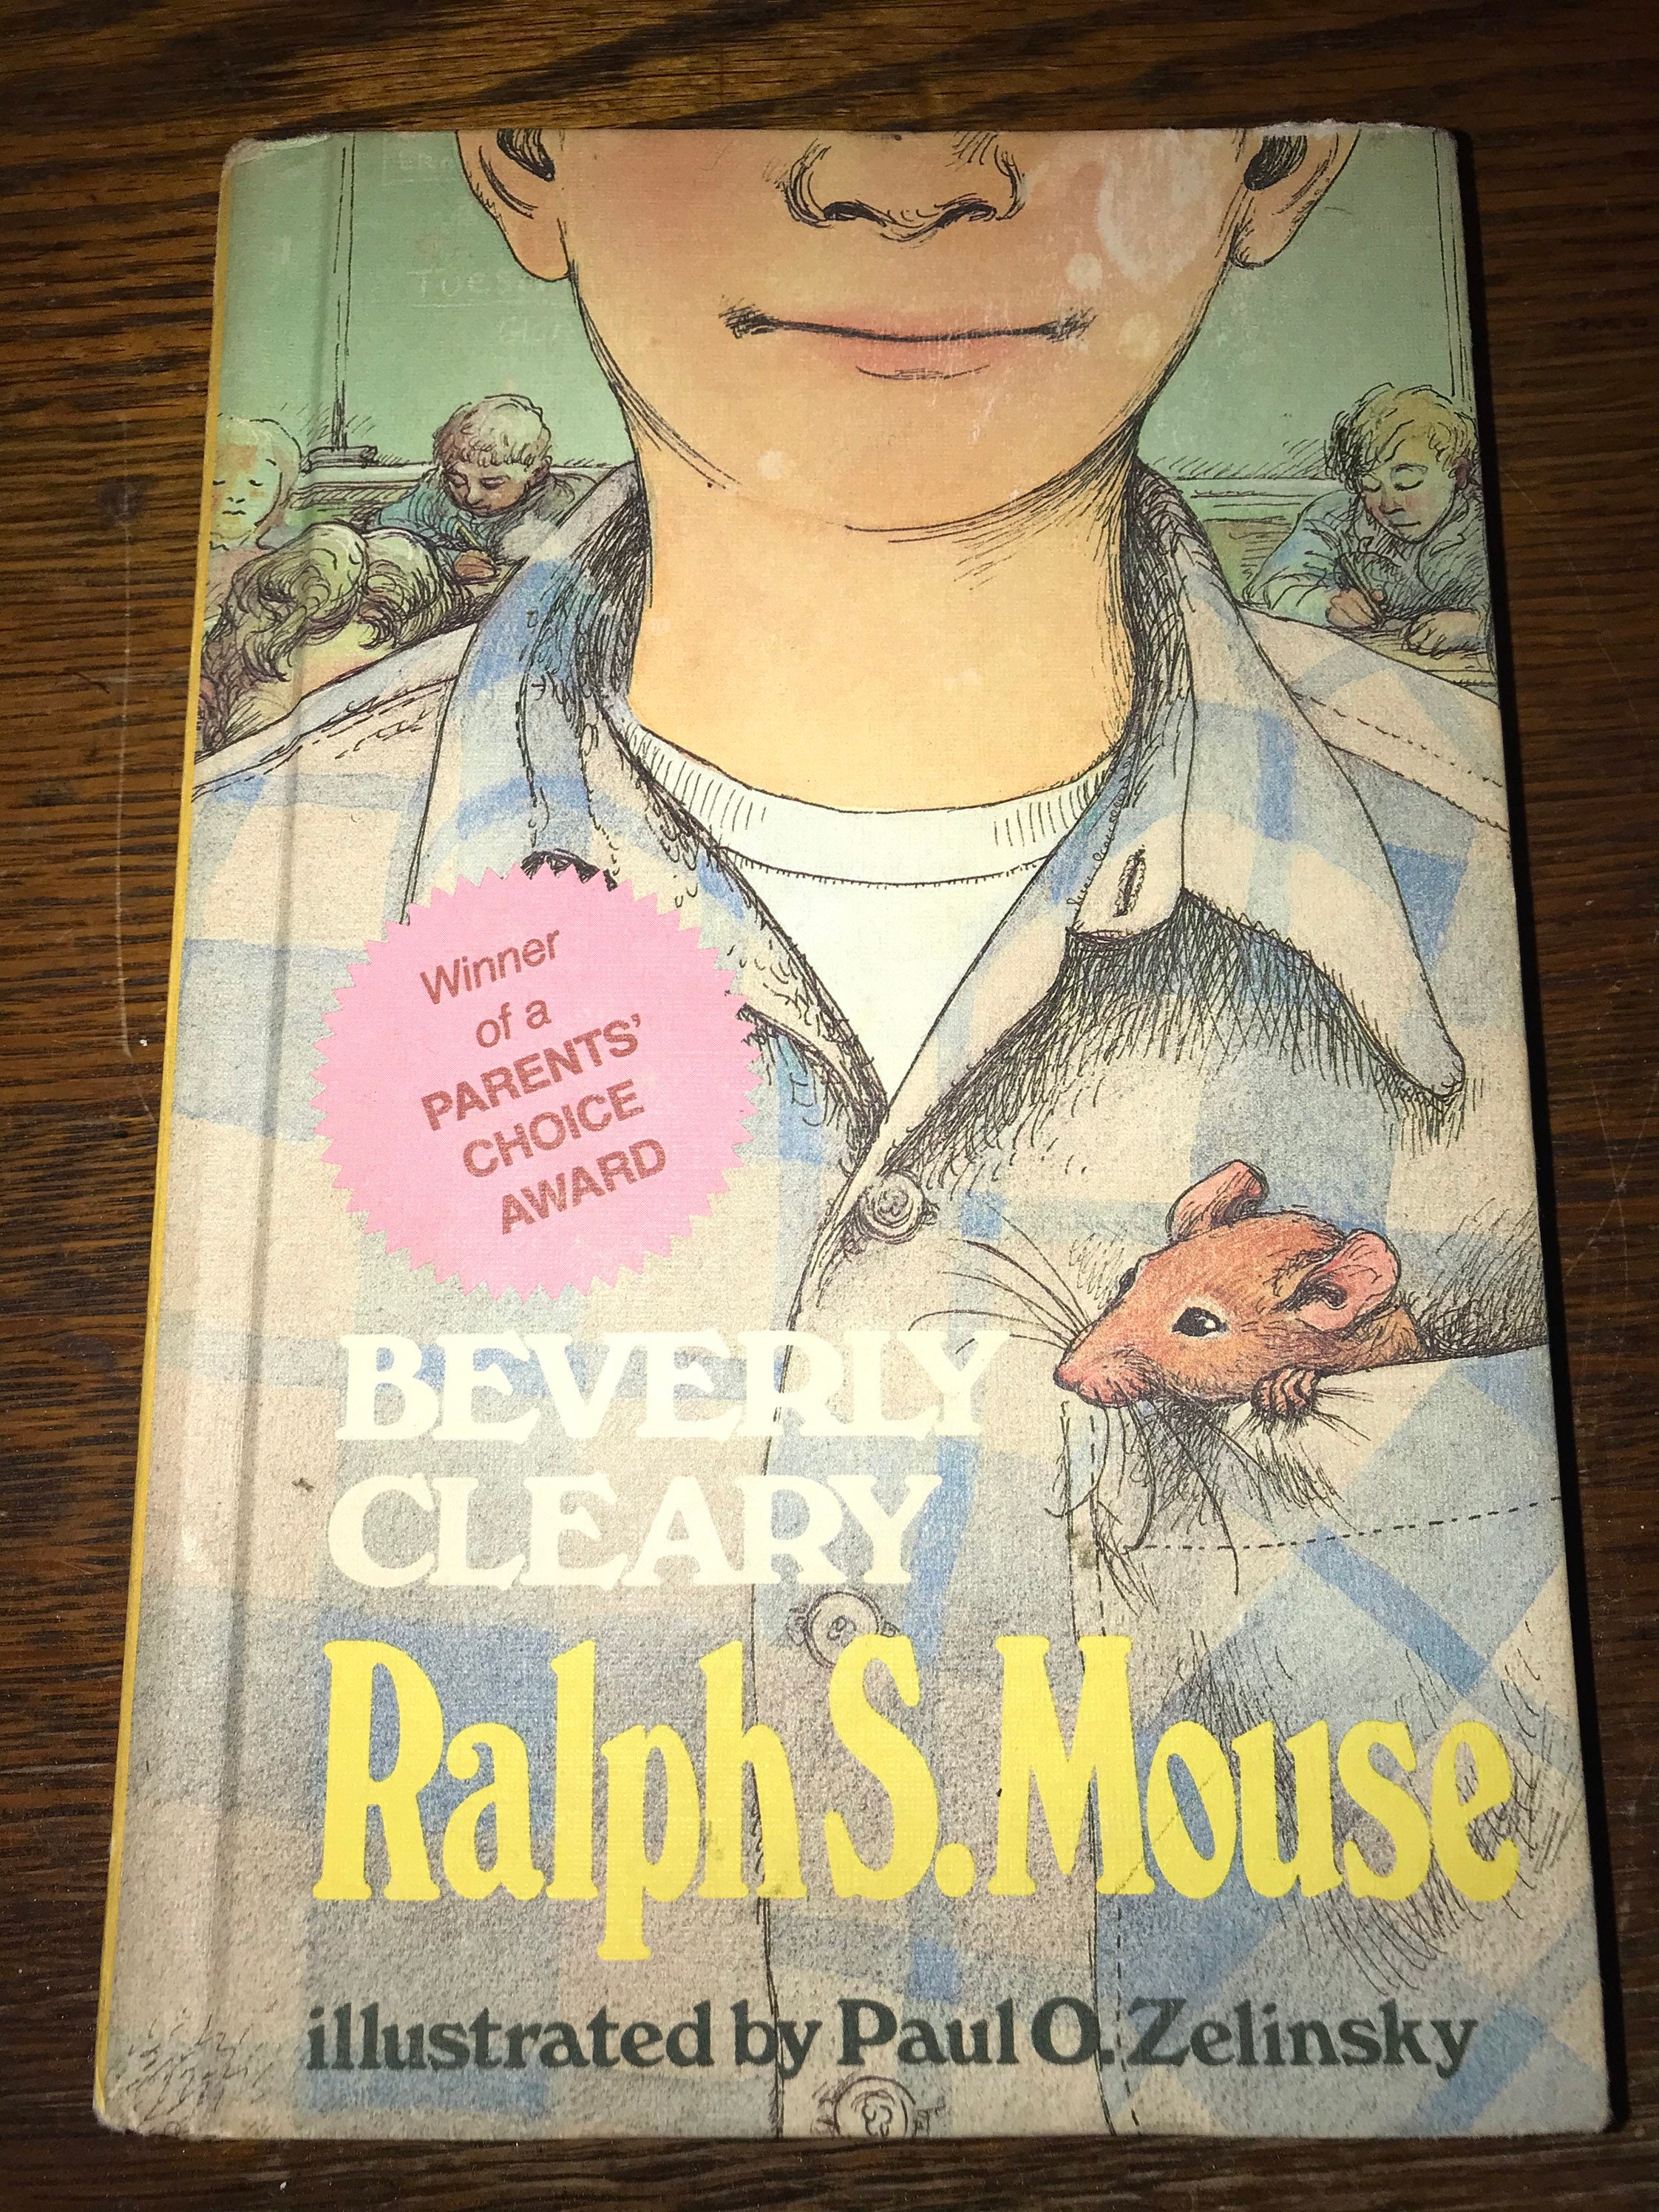 Winner
of a
PARENTS'
CHOICE
AWARD
BEVERLY
CLEARY
Ralph S. Mouse
illustrated by Paul O. Zelinsky